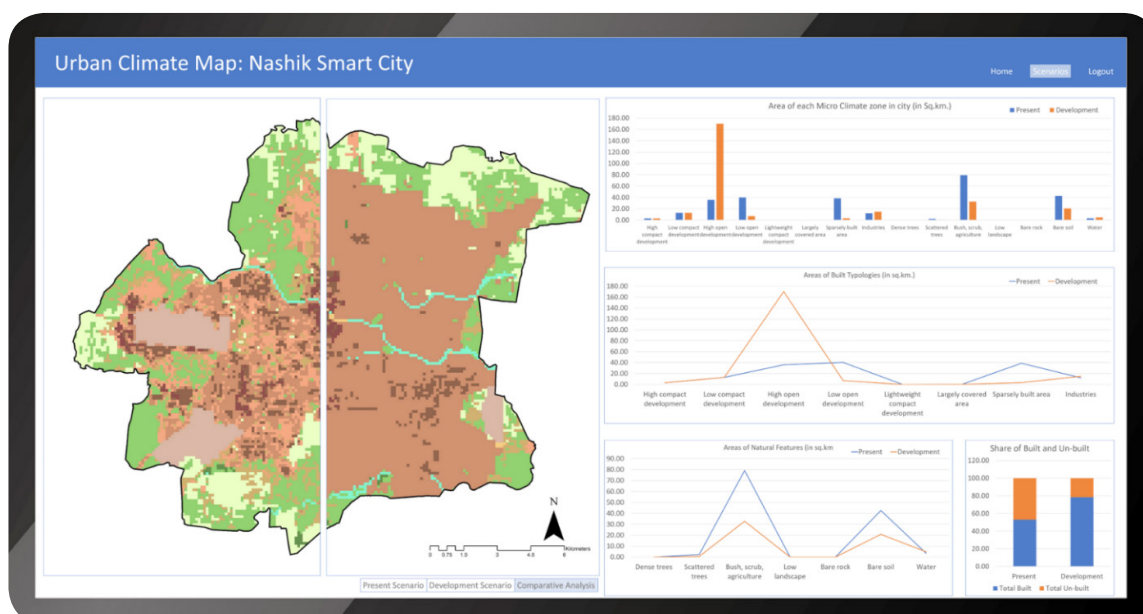 Urban Climate Map: Nashik Smart City
Home Scenarios Logout
N
0 0.75 1.5 3 4.5 6 Kilometers
Present Scenario Development Scenario Comparative Analysis
Area of each Micro Climate zone in city (in Sq.km.)
Present Development
180.00
160.00
140.00
120.00
100.00
80.00
60.00
40.00
20.00
0.00
High compact development
Low compact development
High open development
Low open development
Lightweight compact development
Largely covered area
Sparsely built area
Industries
Dense trees
Scattered trees
Bush, scrub, agriculture
Low landscape
Bare rock
Bare soil
Water
Areas of Built Typologies (in sq.km.)
Present Development
180.00
160.00
140.00
120.00
100.00
80.00
60.00
40.00
20.00
0.00
High compact development
Low compact development
High open development
Low open development
Lightweight compact development
Largely covered area
Sparsely built area
Industries
Areas of Natural Features (in sq.km
Present Development
90.00
80.00
70.00
60.00
50.00
40.00
30.00
20.00
10.00
0.00
Dense trees
Scattered trees
Bush, scrub, agriculture
Low landscape
Bare rock
Bare soil
Water
Share of Built and Un-built
120.00
100.00
80.00
60.00
40.00
20.00
0.00
Present Development
Total Built Total Un-built